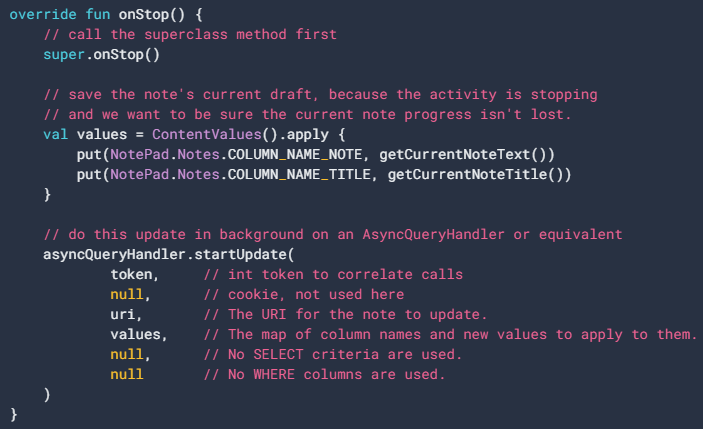 override fun onStop() {
    // call the superclass method first
    super.onStop()

    // save the note's current draft, because the activity is stopping
    // and we want to be sure the current note progress isn't lost.
    val values = ContentValues().apply {
        put(NotePad.Notes.COLUMN_NAME_NOTE, getCurrentNoteText())
        put(NotePad.Notes.COLUMN_NAME_TITLE, getCurrentNoteTitle())
    }

    // do this update in background on an AsyncQueryHandler or equivalent
    asyncQueryHandler.startUpdate(
            token,     // int token to correlate calls
            null,      // cookie, not used here
            uri,       // The URI for the note to update.
            values,    // The map of column names and new values to apply to them.
            null,      // No SELECT criteria are used.
            null       // No WHERE columns are used.
    )
}